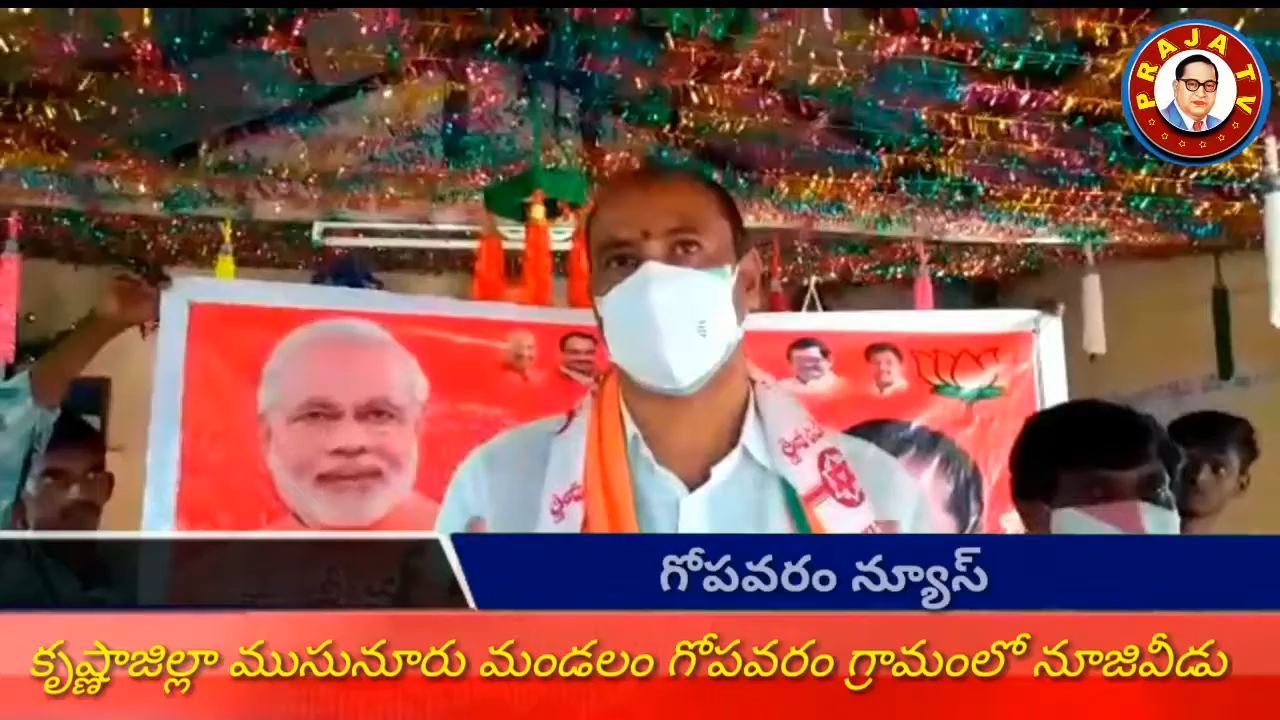 PRAJA TV
గోపవరం న్యూస్
కృష్ణాజిల్లా ముసునూరు మండలం గోపవరం గ్రామంలో నూజివీడు